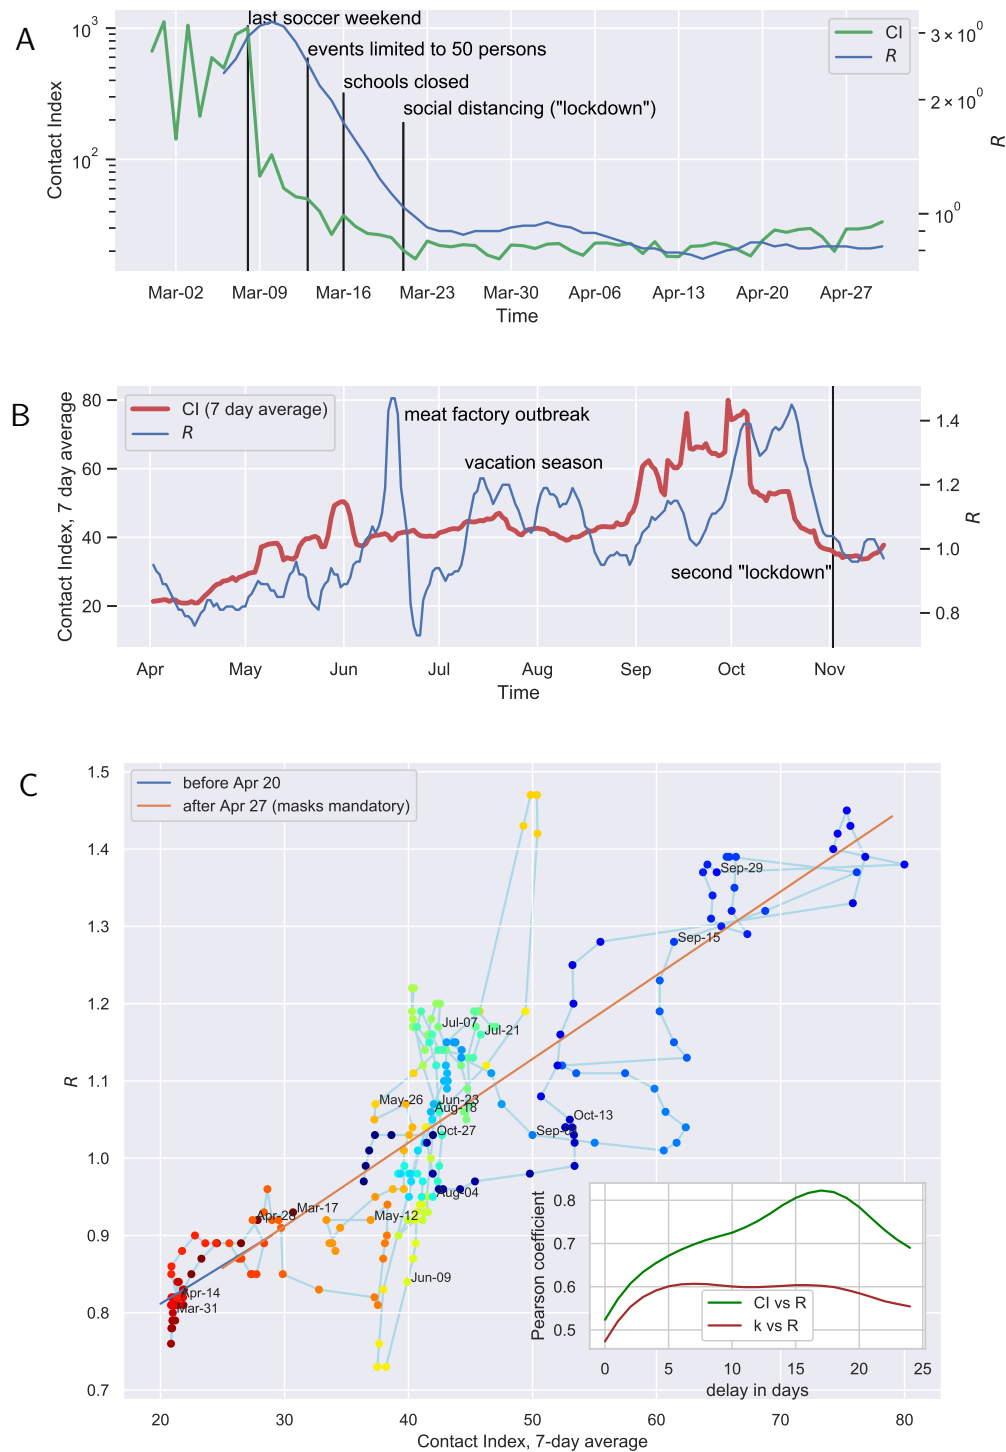 A
last soccer weekend
events limited to 50 persons
schools closed
social distancing ("lockdown")
CI
R
10³
10²
Contact Index
3 × 10⁰
2 × 10⁰
10⁰
R
Mar-02 Mar-09 Mar-16 Mar-23 Mar-30 Apr-06 Apr-13 Apr-20 Apr-27
Time
B
CI (7 day average)
R
meat factory outbreak
vacation season
second "lockdown"
80
60
40
20
Contact Index, 7 day average
1.4
1.2
1.0
0.8
R
Apr May Jun Jul Aug Sep Oct Nov
Time
C
before Apr 20
after Apr 27 (masks mandatory)
1.5
1.4
1.3
1.2
1.1
1.0
0.9
0.8
0.7
R
Sep-29
Sep-15
Jul-07
Jul-21
May-26
Jun-23
Aug-18
Oct-13
Oct-27
Aug-04
Mar-17
Apr-28
May-12
Jun-09
Apr-14
Mar-31
Pearson coefficient
0.8
0.7
0.6
0.5
CI vs R
k vs R
0 5 10 15 20 25
delay in days
20 30 40 50 60 70 80
Contact Index, 7-day average